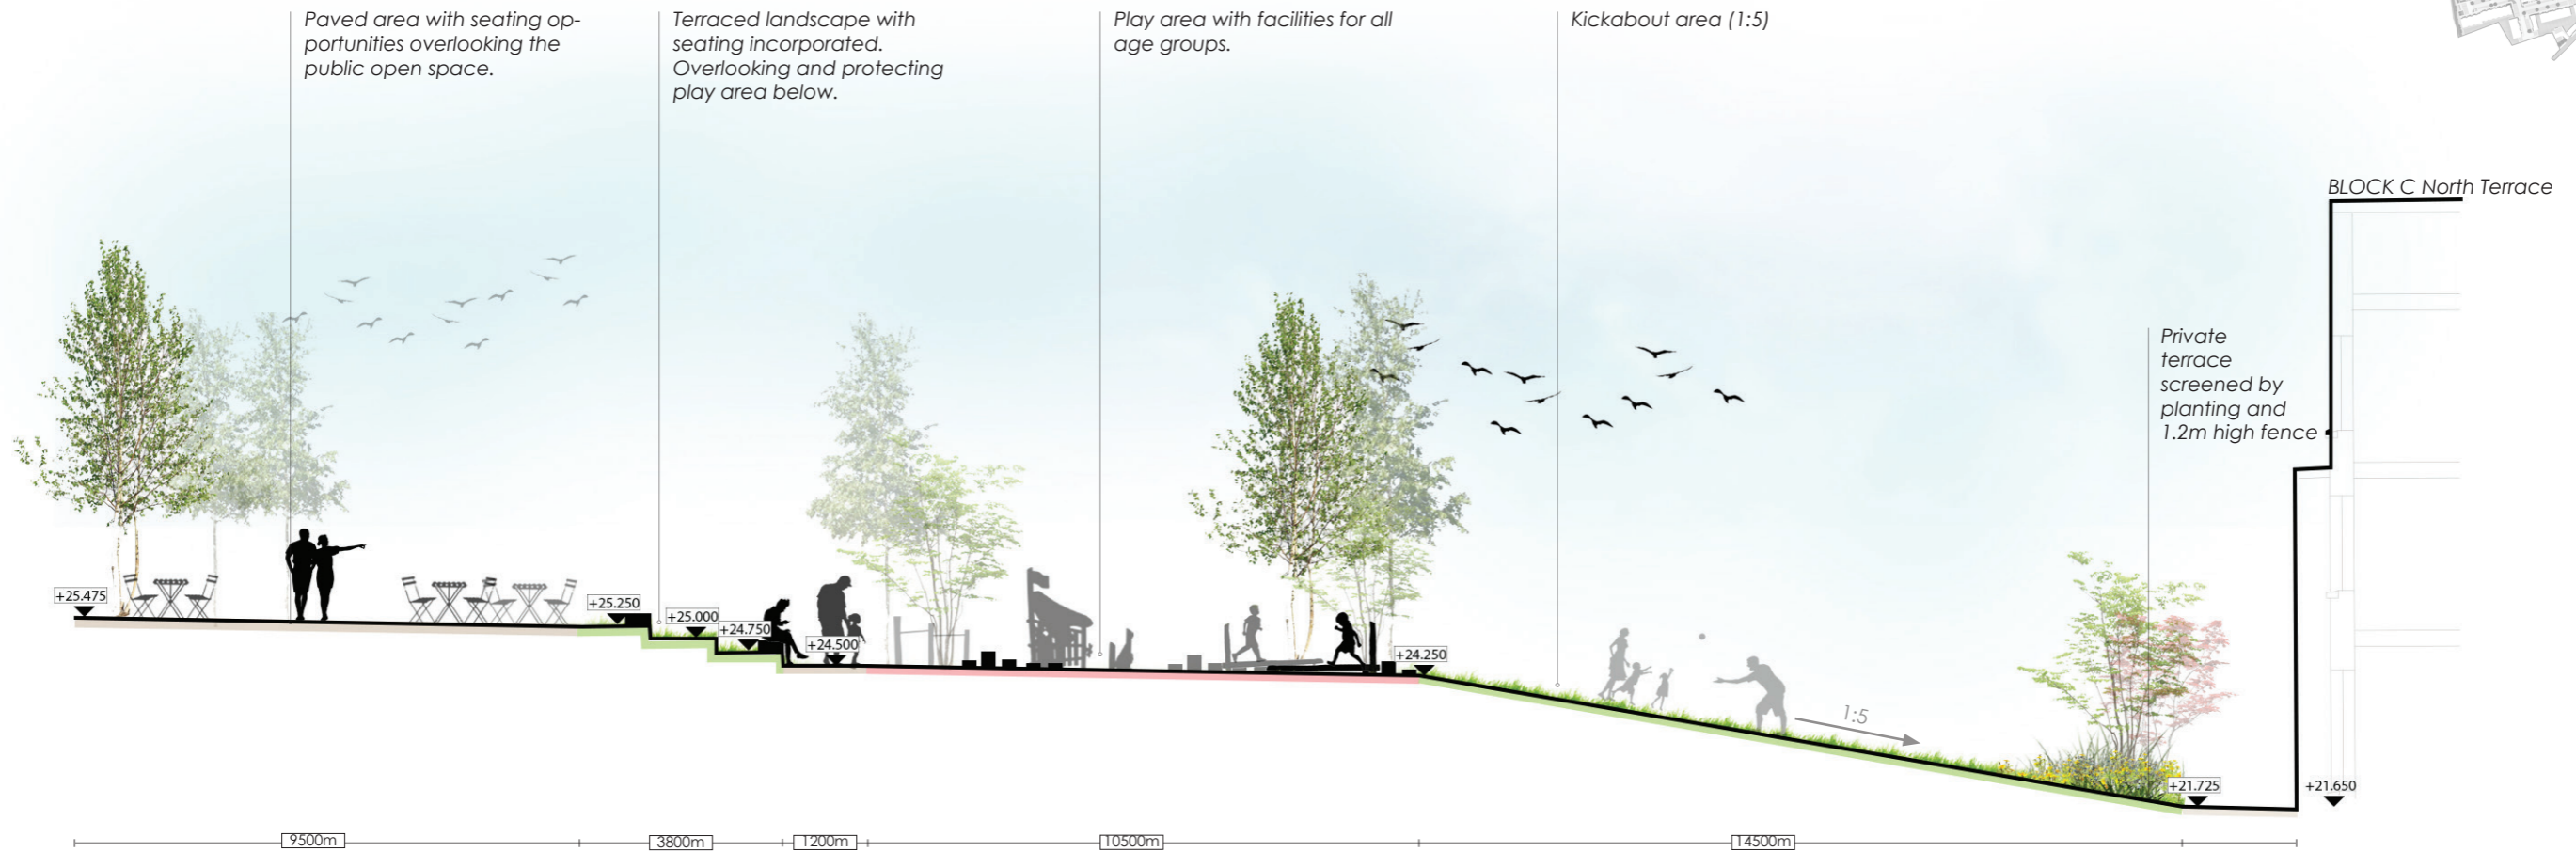 Paved area with seating op-
portunities overlooking the
public open space.
Terraced landscape with
seating incorporated.
Overlooking and protecting
play area below.
Play area with facilities for all
age groups.
Kickabout area (1:5)
BLOCK C North Terrace
Private
terrace
screened by
planting and
1.2m high fence
+25.475
+25.250
+25.000
+24.750
+24.500
+24.250
1:5
+21.725
+21.650
9500m
3800m
1200m
10500m
14500m